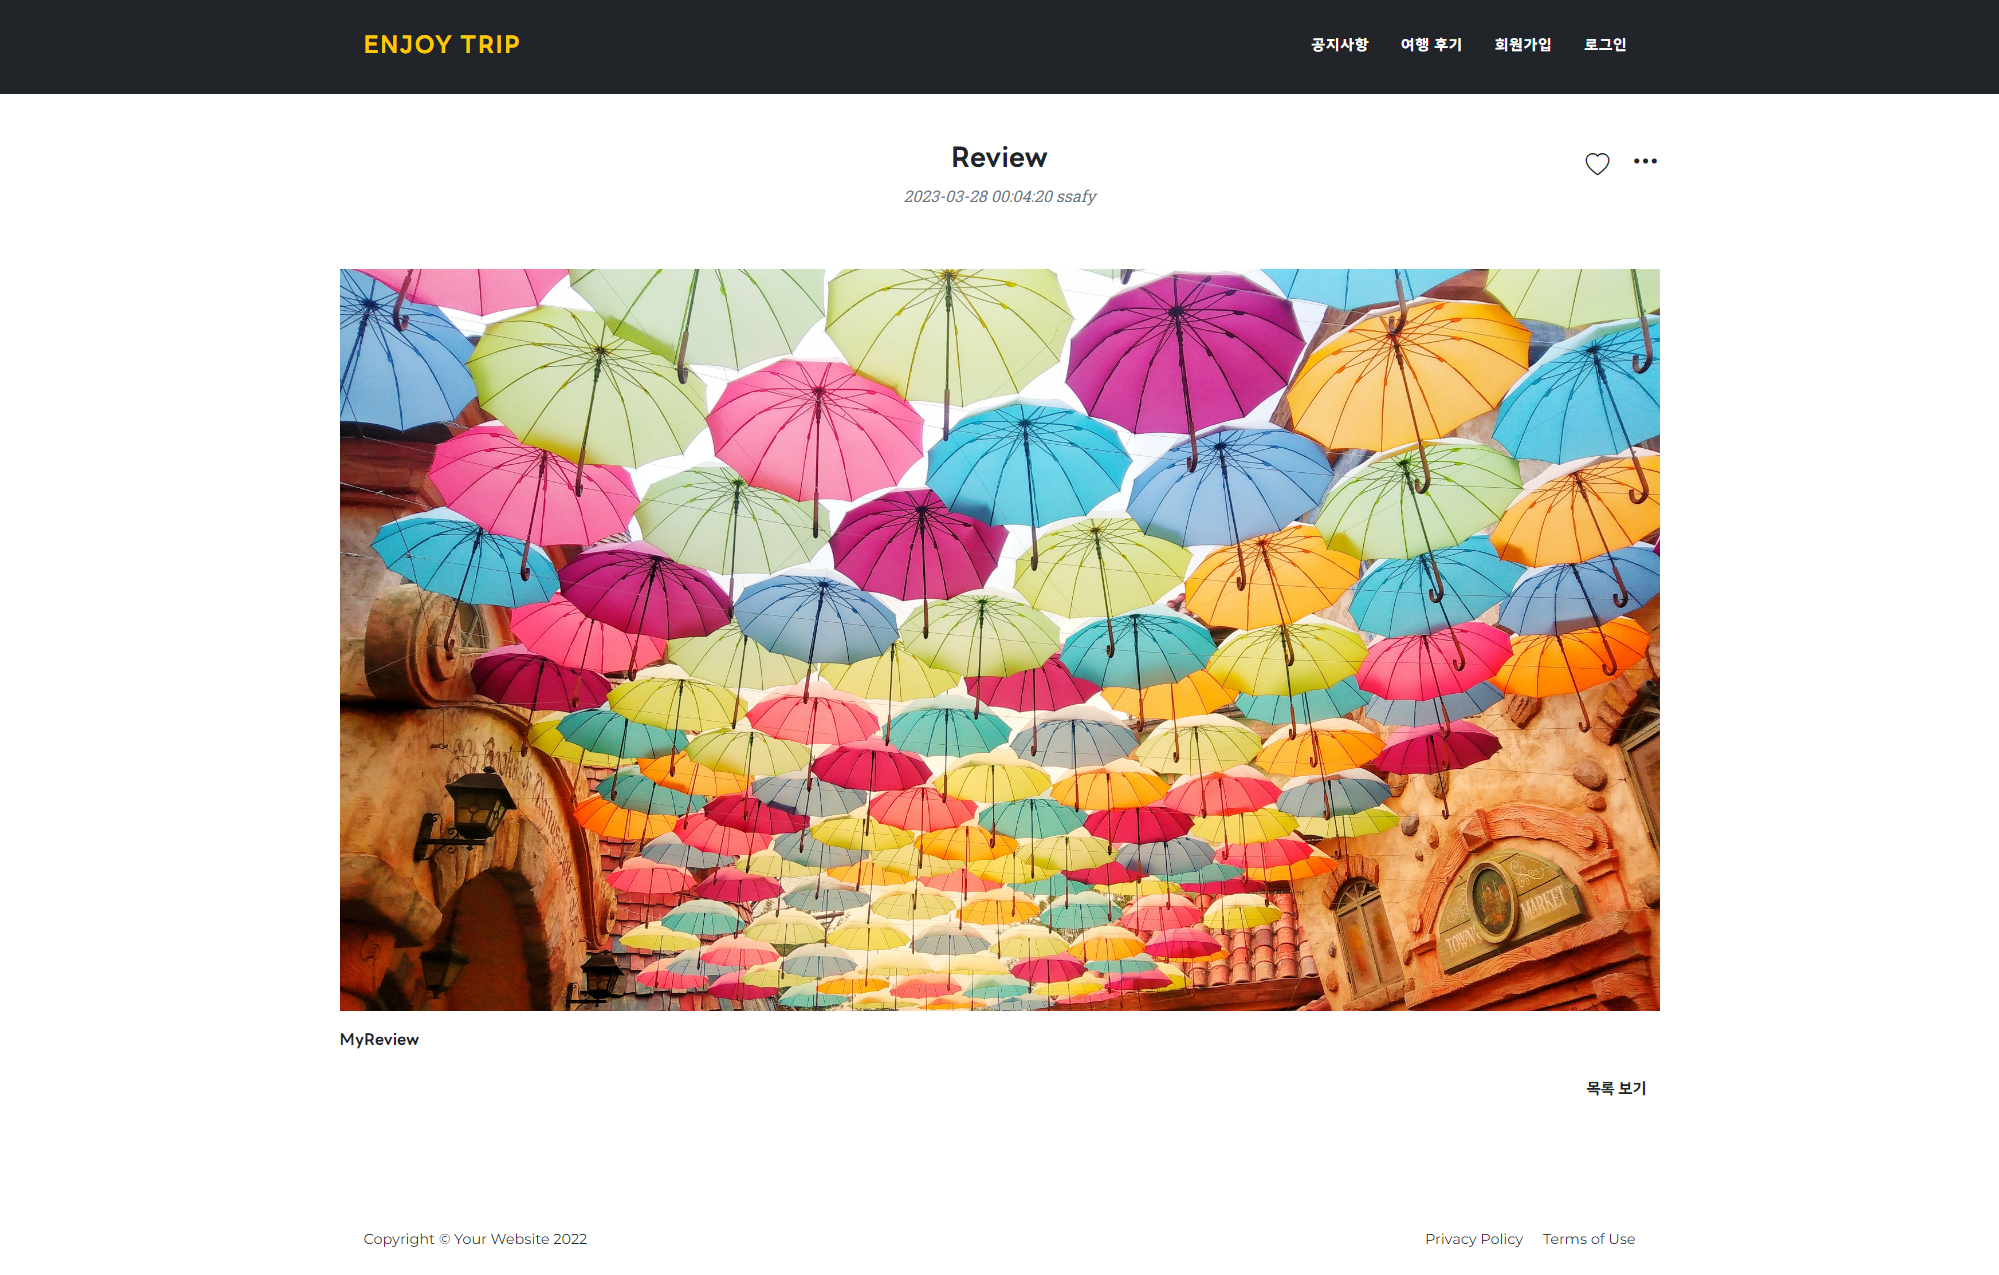 ENJOY TRIP
공지사항 여행 후기 회원가입 로그인
Review
2023-03-28 00:04:20 ssafy
TOWN MARKET
MyReview
목록 보기
Copyright © Your Website 2022
Privacy Policy Terms of Use